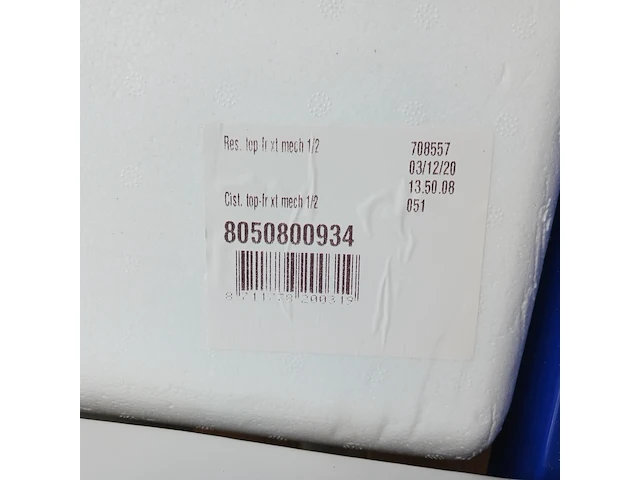 Res. top fr xt mech 1/2
708557
03/12/20
13.50.08
Cist. top-fr xt mech 1/2
051
8050800934
8 711778 200319